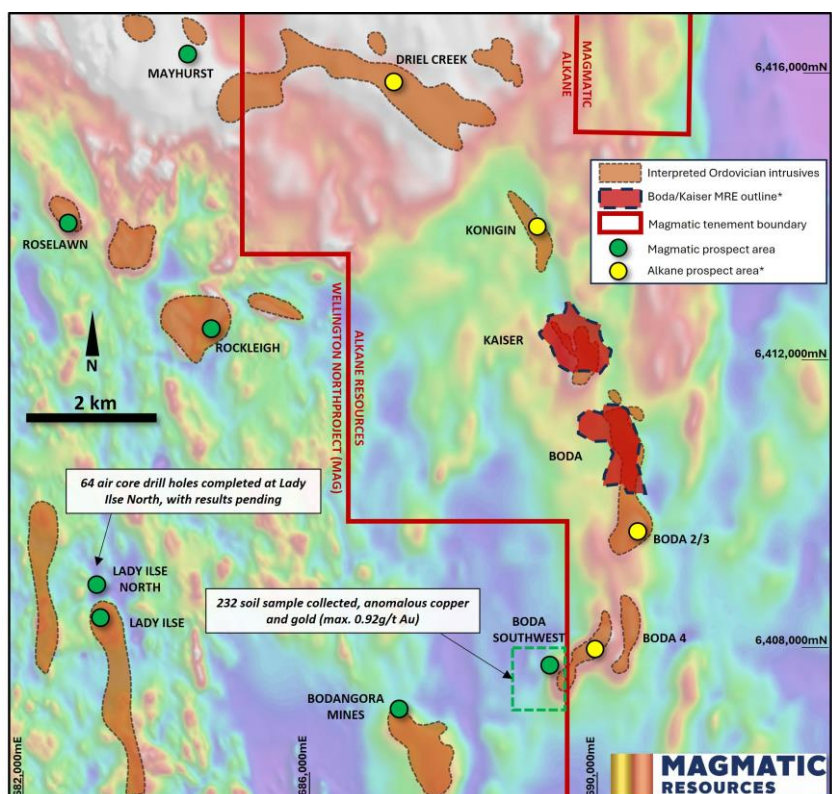 MAYHURST
DRIEL CREEK
MAGMATIC
ALKANE
6,416,000mN
Interpreted Ordovician intrusives
Boda/Kaiser MRE outline*
Magmatic tenement boundary
Magmatic prospect area
Alkane prospect area*
ROSELAWN
KONIGIN
ROCKLEIGH
N
2 km
WELLINGTON NORTHPROJECT (MAG)
ALKANE RESOURCES
KAISER
6,412,000mN
BODA
64 air core drill holes completed at Lady
Ilse North, with results pending
BODA 2/3
LADY ILSE
NORTH
LADY ILSE
232 soil sample collected, anomalous copper
and gold (max. 0.92g/t Au)
BODA
SOUTHWEST
BODA 4
6,408,000mN
BODANGORA
MINES
682,000mE
686,000mE
690,000mE
MAGMATIC
RESOURCES